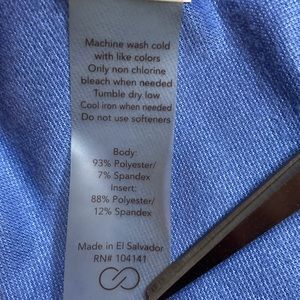 Machine wash cold
with like colors
Only non chlorine
bleach when needed
Tumble dry low
Cool iron when needed
Do not use softeners
Body:
93% Polyester/
7% Spandex
Insert:
88% Polyester/
12% Spandex
Made in El Salvador
RN# 104141